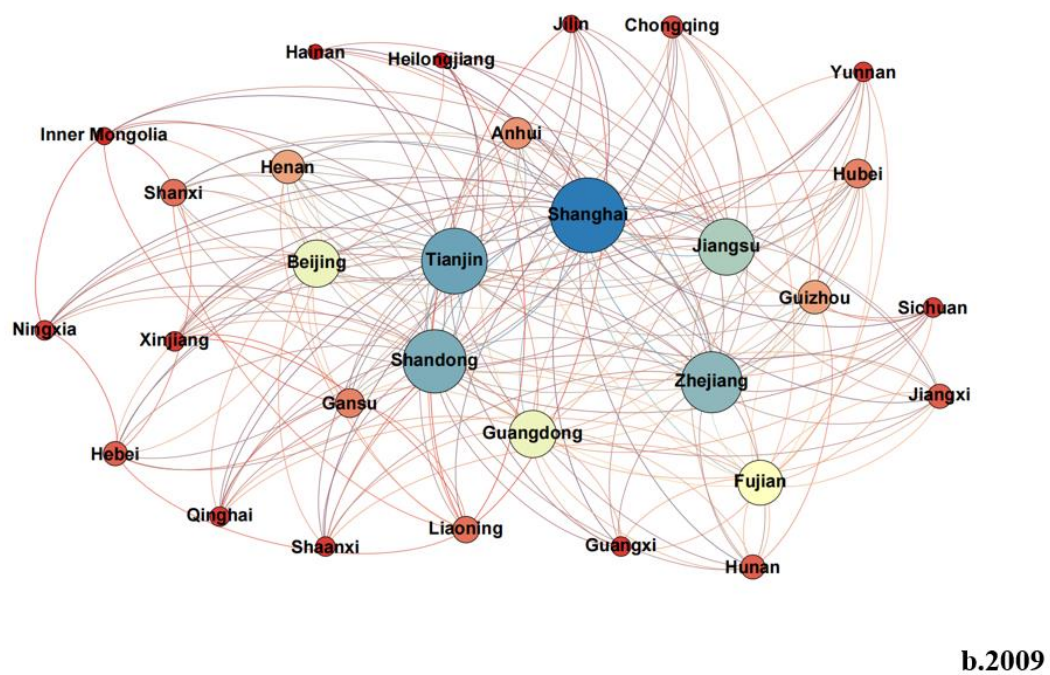 Jilin
Chongqing
Hainan
Heilongjiang
Yunnan
Inner Mongolia
Anhui
Henan
Hubei
Shanxi
Shanghai
Jiangsu
Beijing
Tianjin
Guizhou
Sichuan
Ningxia
Xinjiang
Shandong
Zhejiang
Jiangxi
Gansu
Guangdong
Hebei
Fujian
Qinghai
Liaoning
Shaanxi
Guangxi
Hunan
b.2009